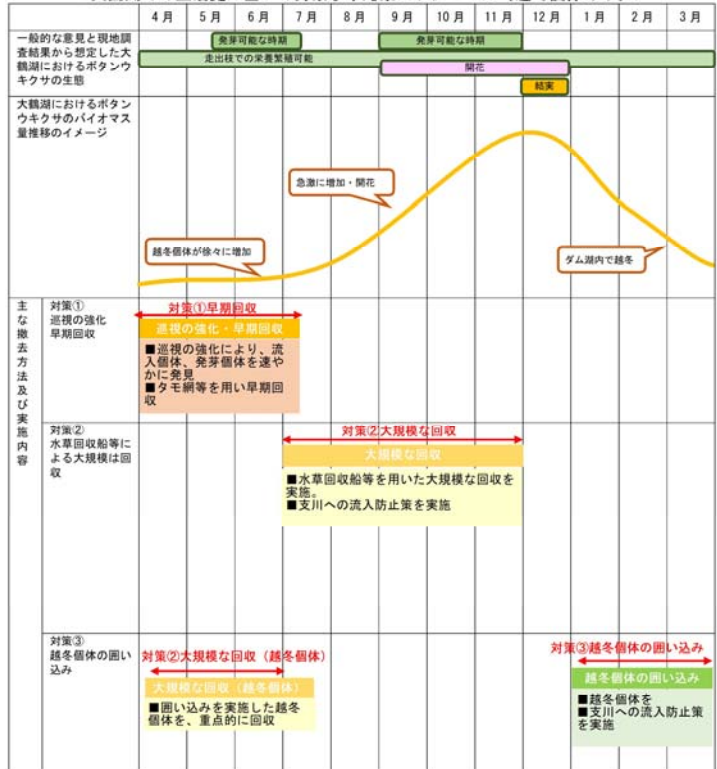 4月 5月 6月 7月 8月 9月 10月 11月 12月 1月 2月 3月
一般的な意見と現地調
査結果から想定した大
鶴湖におけるボタンウ
キクサの生態
発芽可能な時期
発芽可能な時期
走出枝での栄養繁殖可能
開花
結実
大鶴湖におけるボタン
ウキクサのバイオマス
量推移のイメージ
急激に増加・開花
越冬個体が徐々に増加
ダム湖内で越冬
主な撤去方法及び実施内容
対策①
巡視の強化
早期回収
対策①早期回収
巡視の強化・早期回収
■巡視の強化により、流
入個体、発芽個体を速や
かに発見
■タモ網等を用い早期回
収
対策②
水草回収船等に
よる大規模は回
収
対策②大規模な回収
大規模な回収
■水草回収船等を用いた大規模な回収を
実施。
■支川への流入防止策を実施
対策③
越冬個体の囲い
込み
対策②大規模な回収（越冬個体）
大規模な回収（越冬個体）
■囲い込みを実施した越冬
個体を、重点的に回収
対策③越冬個体の囲い込み
越冬個体の囲い込み
■越冬個体を
■支川への流入防止策
を実施